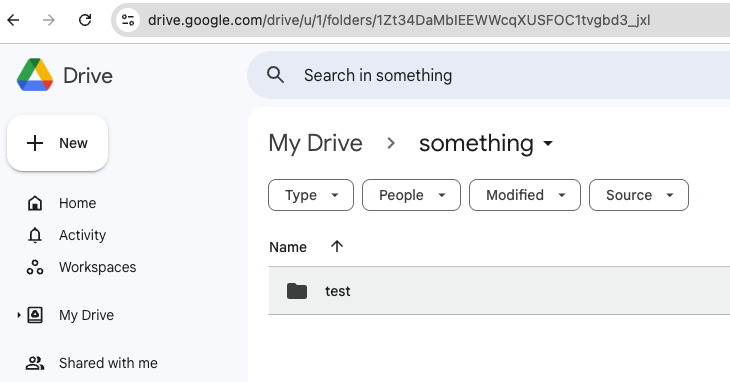 drive.google.com/drive/u/1/folders/1Zt34DaMbIEEWWcqXUSFOC1tvgbd3_jxl
Drive
Search in something
New
My Drive > something
Type People Modified Source
Home
Activity
Workspaces
Name
test
My Drive
Shared with me